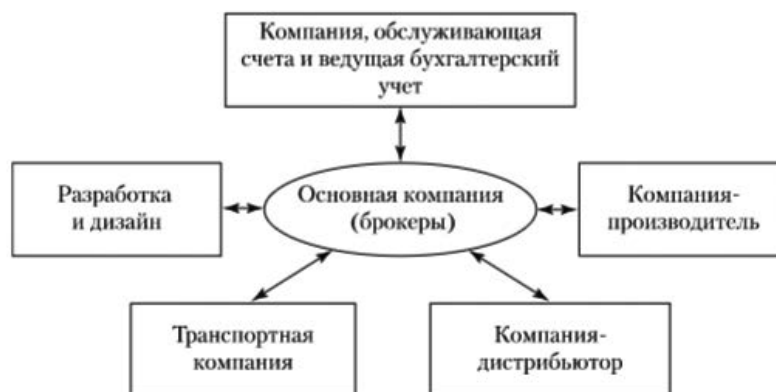 Компания, обслуживающая
счета и ведущая бухгалтерский
учет
Разработка
и дизайн
Основная компания
(брокеры)
Компания-
производитель
Транспортная
компания
Компания-
дистрибьютор